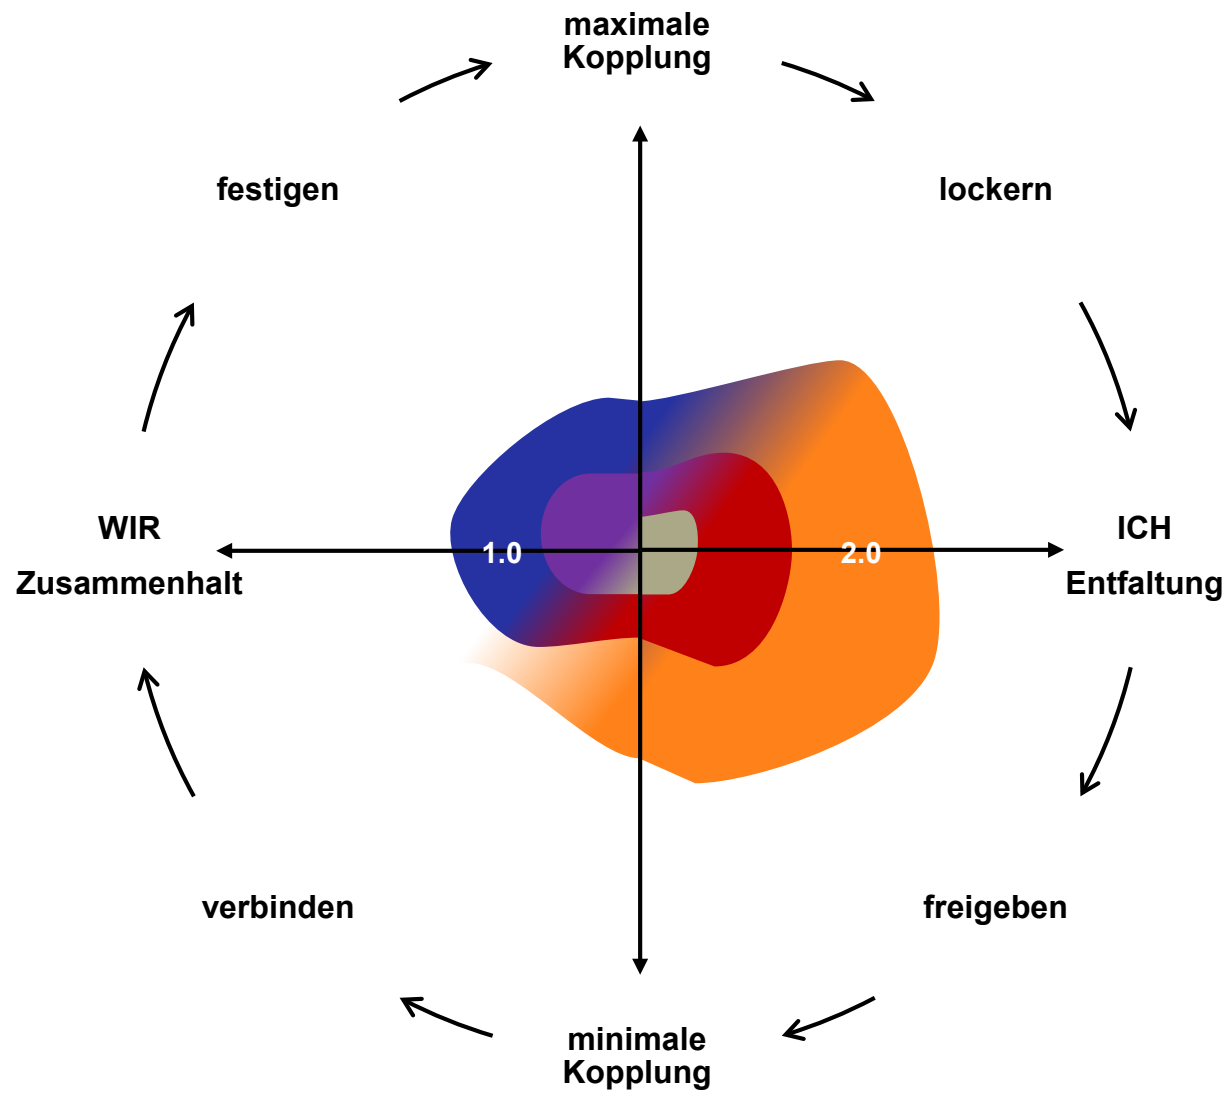 maximale
Kopplung
festigen
lockern
WIR
Zusammenhalt
1.0
2.0
ICH
Entfaltung
verbinden
freigeben
minimale
Kopplung